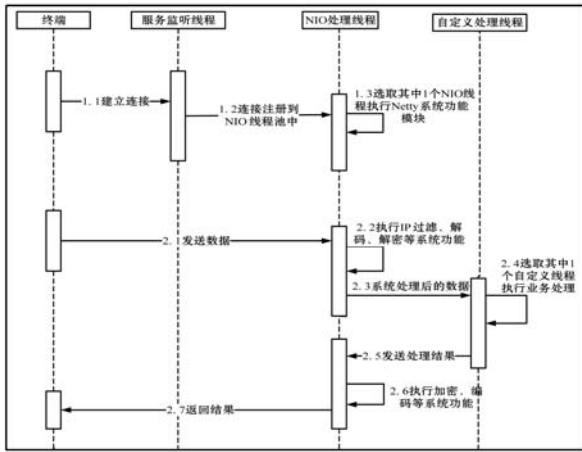 终端
服务监听线程
NIO处理线程
自定义处理线程
1.1建立连接
1.2连接注册到
NIO线程池中
1.3选取其中1个NIO线
程执行Netty系统功能
模块
2.1发送数据
2.2执行IP过滤、解
码、解密等系统功能
2.3系统处理后的数据
2.4选取其中1
个自定义线程
执行业务处理
2.5发送处理结果
2.6执行加密、编
码等系统功能
2.7返回结果